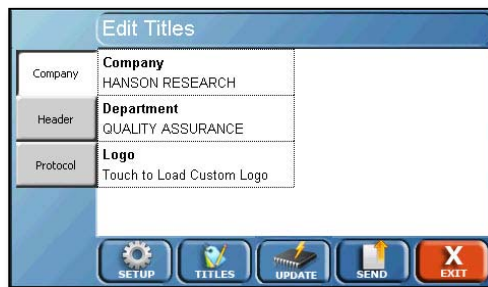 Edit Titles
Company
Header
Protocol
Company
HANSON RESEARCH
Department
QUALITY ASSURANCE
Logo
Touch to Load Custom Logo
SETUP
TITLES
UPDATE
SEND
X
EXIT